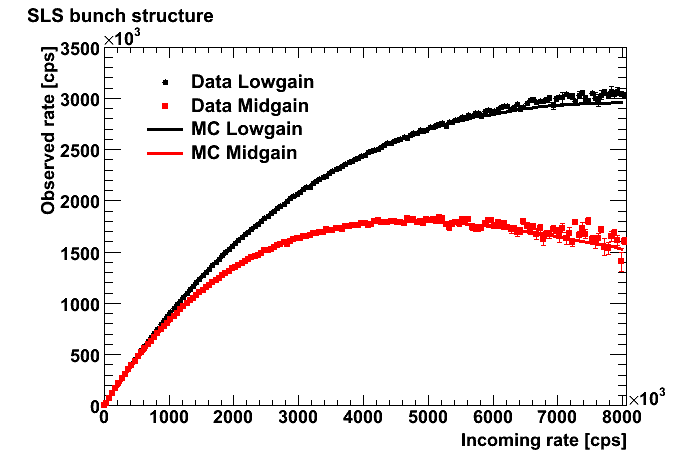 SLS bunch structure
×10³
3500
3000
2500
2000
1500
1000
500
0
Observed rate [cps]
Data Lowgain
Data Midgain
MC Lowgain
MC Midgain
0 1000 2000 3000 4000 5000 6000 7000 8000
×10³
Incoming rate [cps]